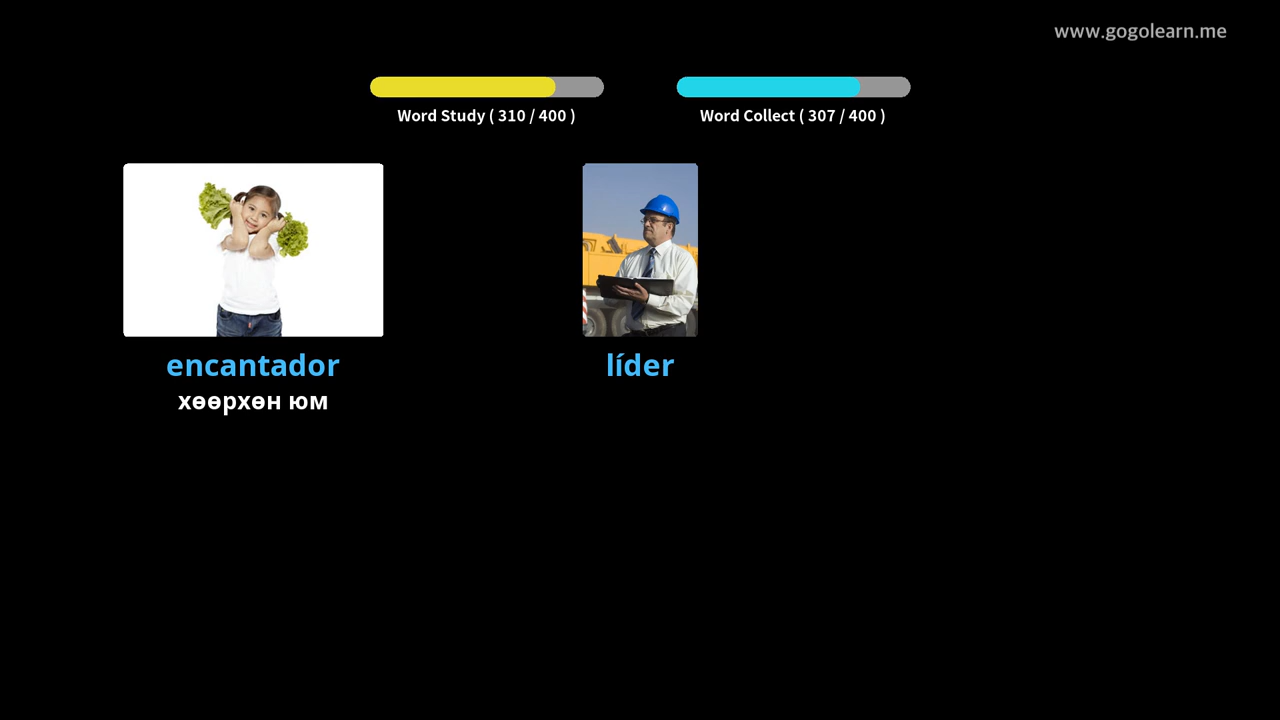 www.gogolearn.me
Word Study ( 310 / 400 )
Word Collect ( 307 / 400 )
encantador
хөөрхөн юм
líder